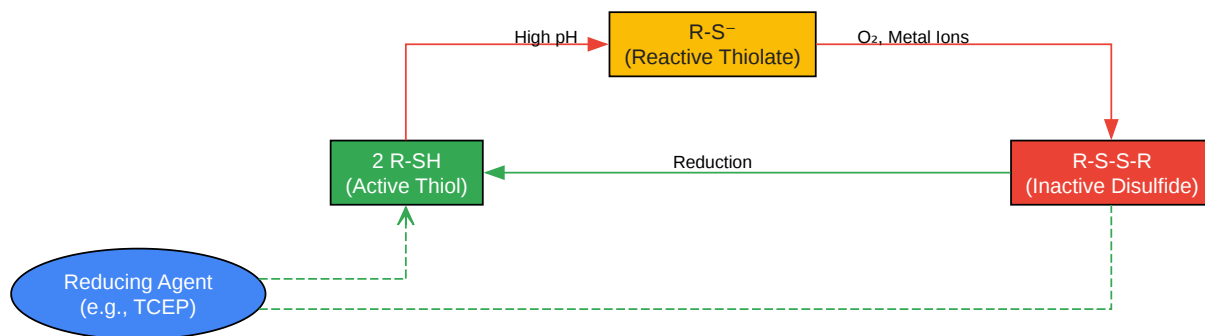 R-S⁻
(Reactive Thiolate)
High pH
O₂, Metal Ions
2 R-SH
(Active Thiol)
Reduction
R-S-S-R
(Inactive Disulfide)
Reducing Agent
(e.g., TCEP)